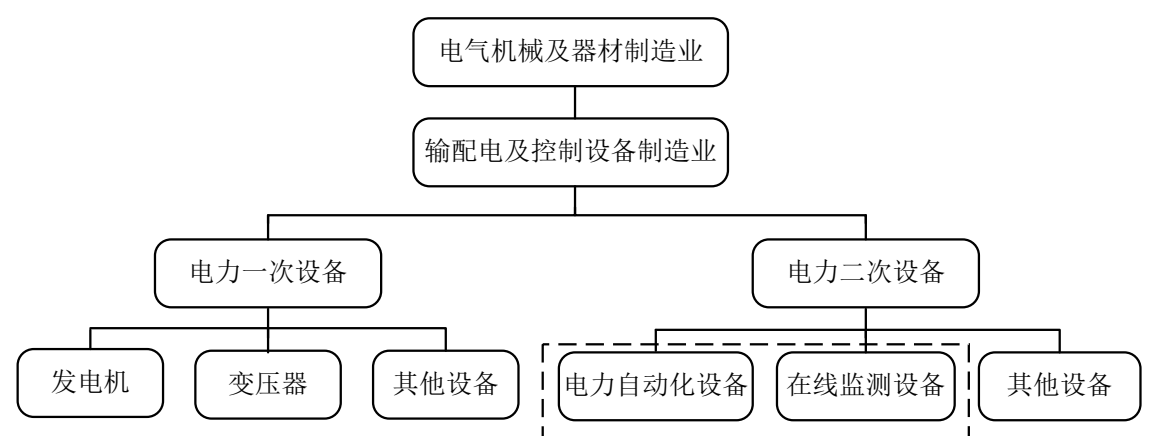 电气机械及器材制造业
输配电及控制设备制造业
电力一次设备
电力二次设备
发电机
变压器
其他设备
电力自动化设备
在线监测设备
其他设备